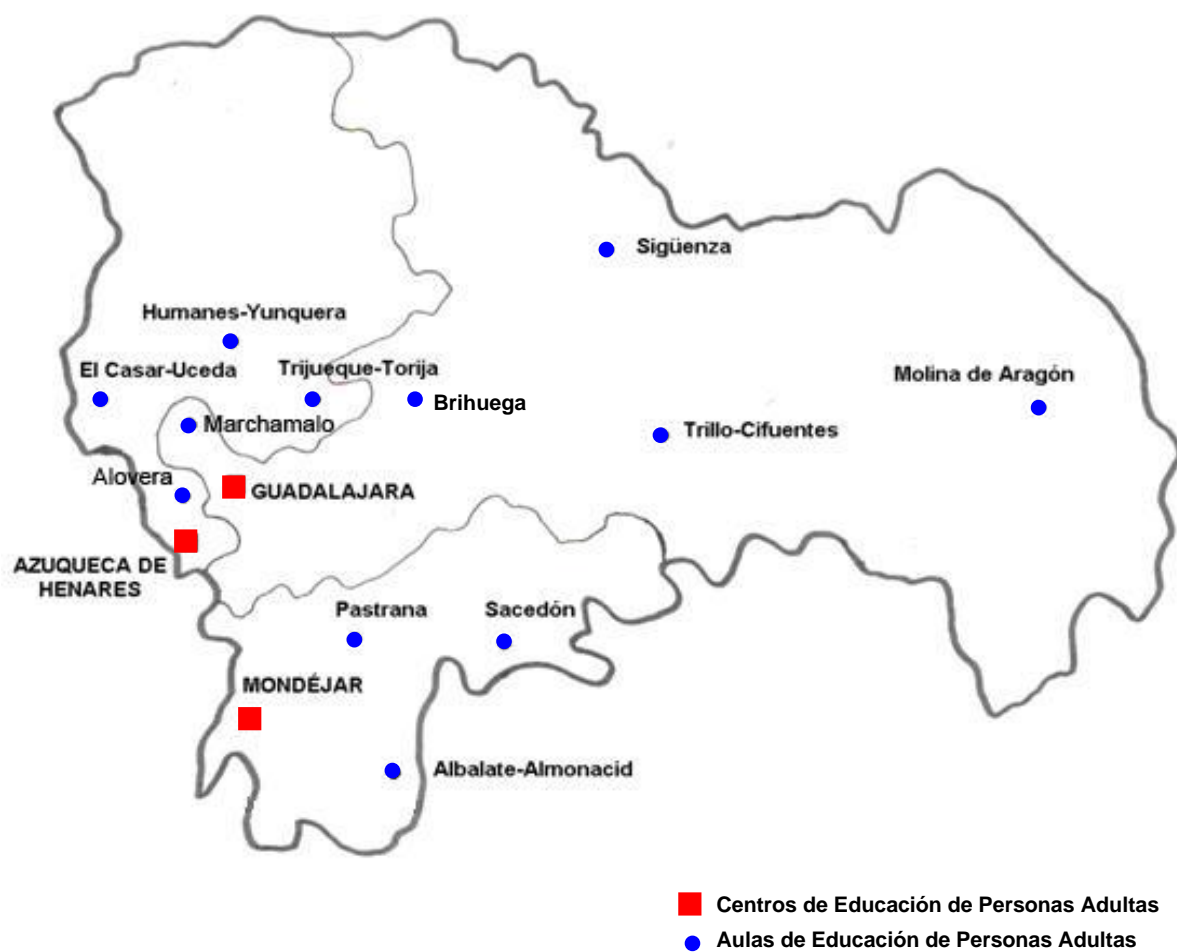 Sigüenza
Humanes-Yunquera
El Casar-Uceda
Trijueque-Torija
Molina de Aragón
Brihuega
Marchamalo
Trillo-Cifuentes
Alovera
GUADALAJARA
AZUQUECA DE
HENARES
Pastrana
Sacedón
MONDÉJAR
Albalate-Almonacid
Centros de Educación de Personas Adultas
Aulas de Educación de Personas Adultas